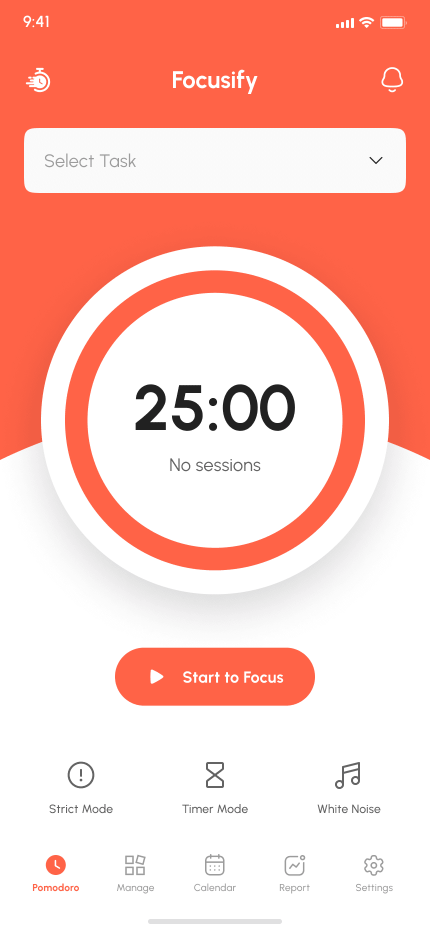 9:41
Focusify
Select Task
25:00
No sessions
Start to Focus
Strict Mode
Timer Mode
White Noise
Pomodoro
Manage
Calendar
Report
Settings